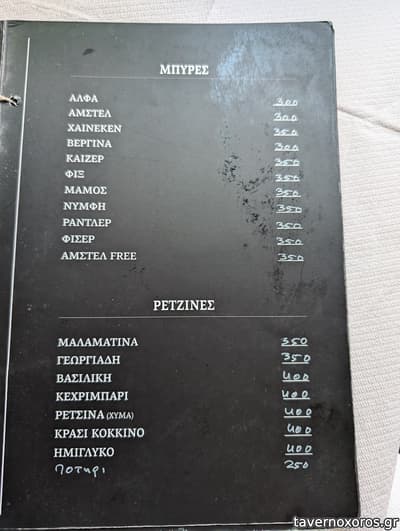 ΜΠΥΡΕΣ
ΑΛΦΑ 300
ΑΜΣΤΕΛ 300
ΧΑΙΝΕΚΕΝ 350
ΒΕΡΓΙΝΑ 300
ΚΑΙΖΕΡ 350
ΦΙΞ 350
ΜΑΜΟΣ 350
ΝΥΜΦΗ 350
ΡΑΝΤΛΕΡ 350
ΦΙΣΕΡ 350
ΑΜΣΤΕΛ FREE 350
ΡΕΤΖΙΝΕΣ
ΜΑΛΑΜΑΤΙΝΑ 350
ΓΕΩΡΓΙΑΔΗ 350
ΒΑΣΙΛΙΚΗ 400
ΚΕΧΡΙΜΠΑΡΙ 400
ΡΕΤΣΙΝΑ (ΧΥΜΑ) 400
ΚΡΑΣΙ ΚΟΚΚΙΝΟ 400
ΗΜΙΓΛΥΚΟ 400
Ποτηρι 250
tavernoxoros.gr